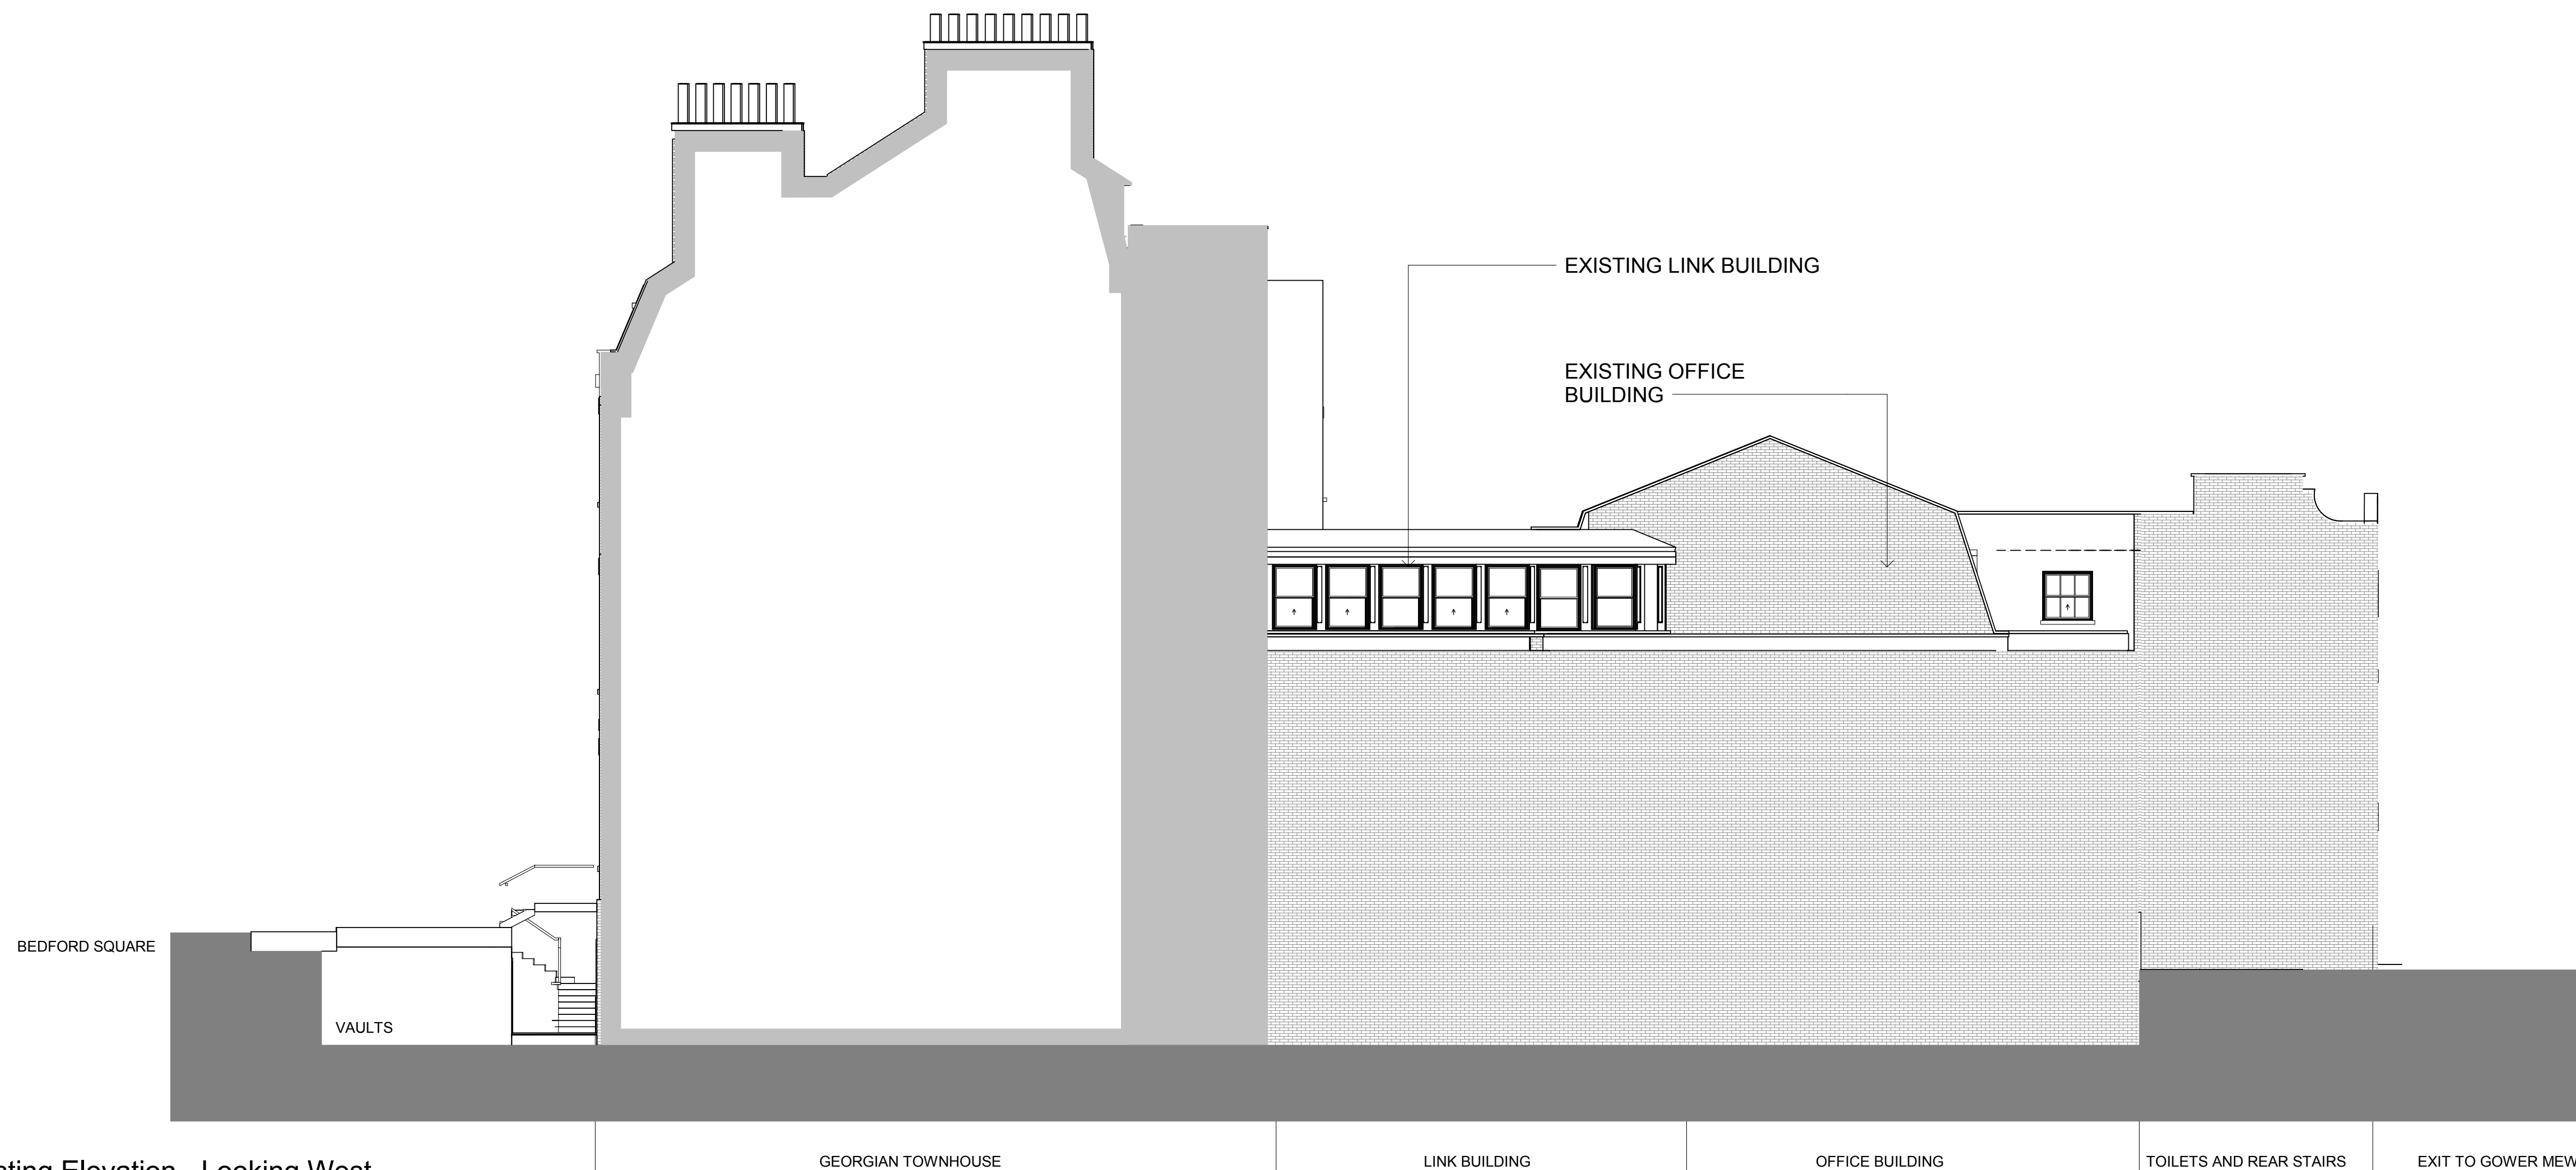 EXISTING LINK BUILDING
EXISTING OFFICE
BUILDING
BEDFORD SQUARE
VAULTS
Elevation - Looking West
GEORGIAN TOWNHOUSE
LINK BUILDING
OFFICE BUILDING
TOILETS AND REAR STAIRS
EXIT TO GOWER